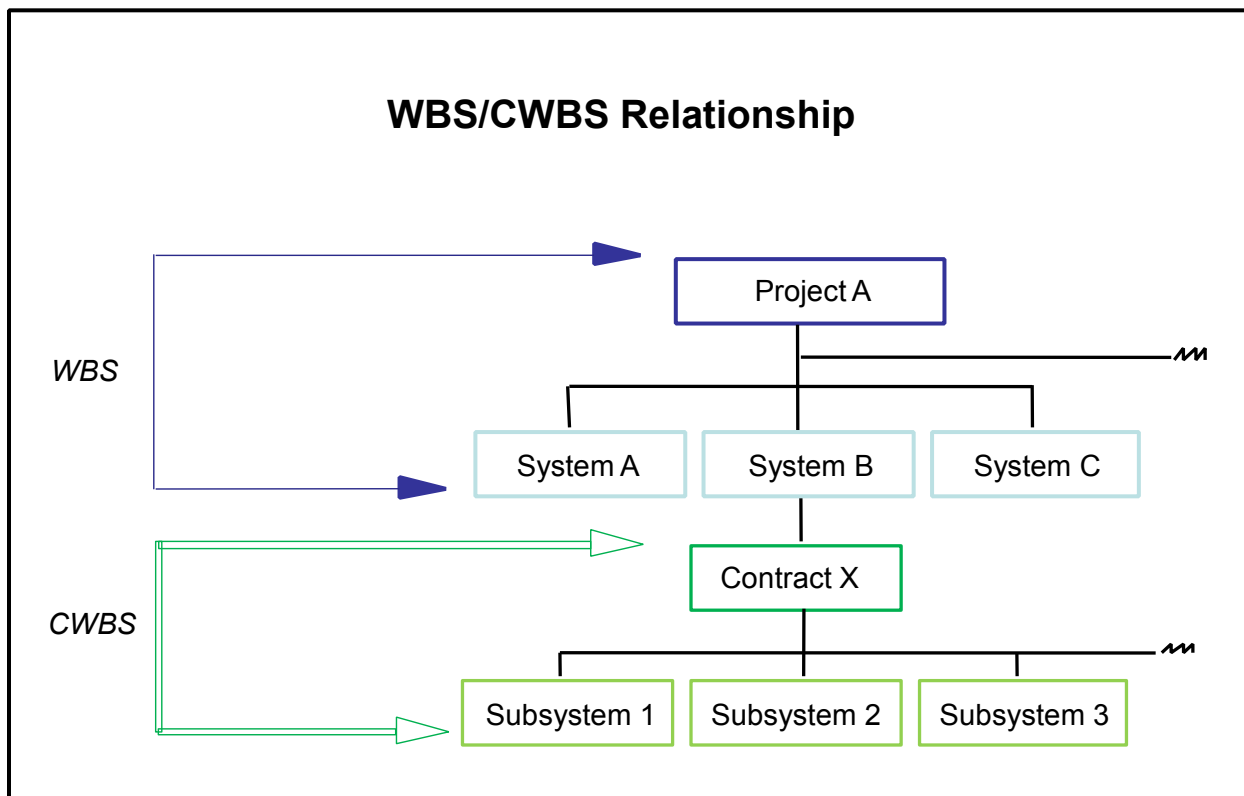 WBS/CWBS Relationship
Project A
WBS
System A
System B
System C
Contract X
CWBS
Subsystem 1
Subsystem 2
Subsystem 3